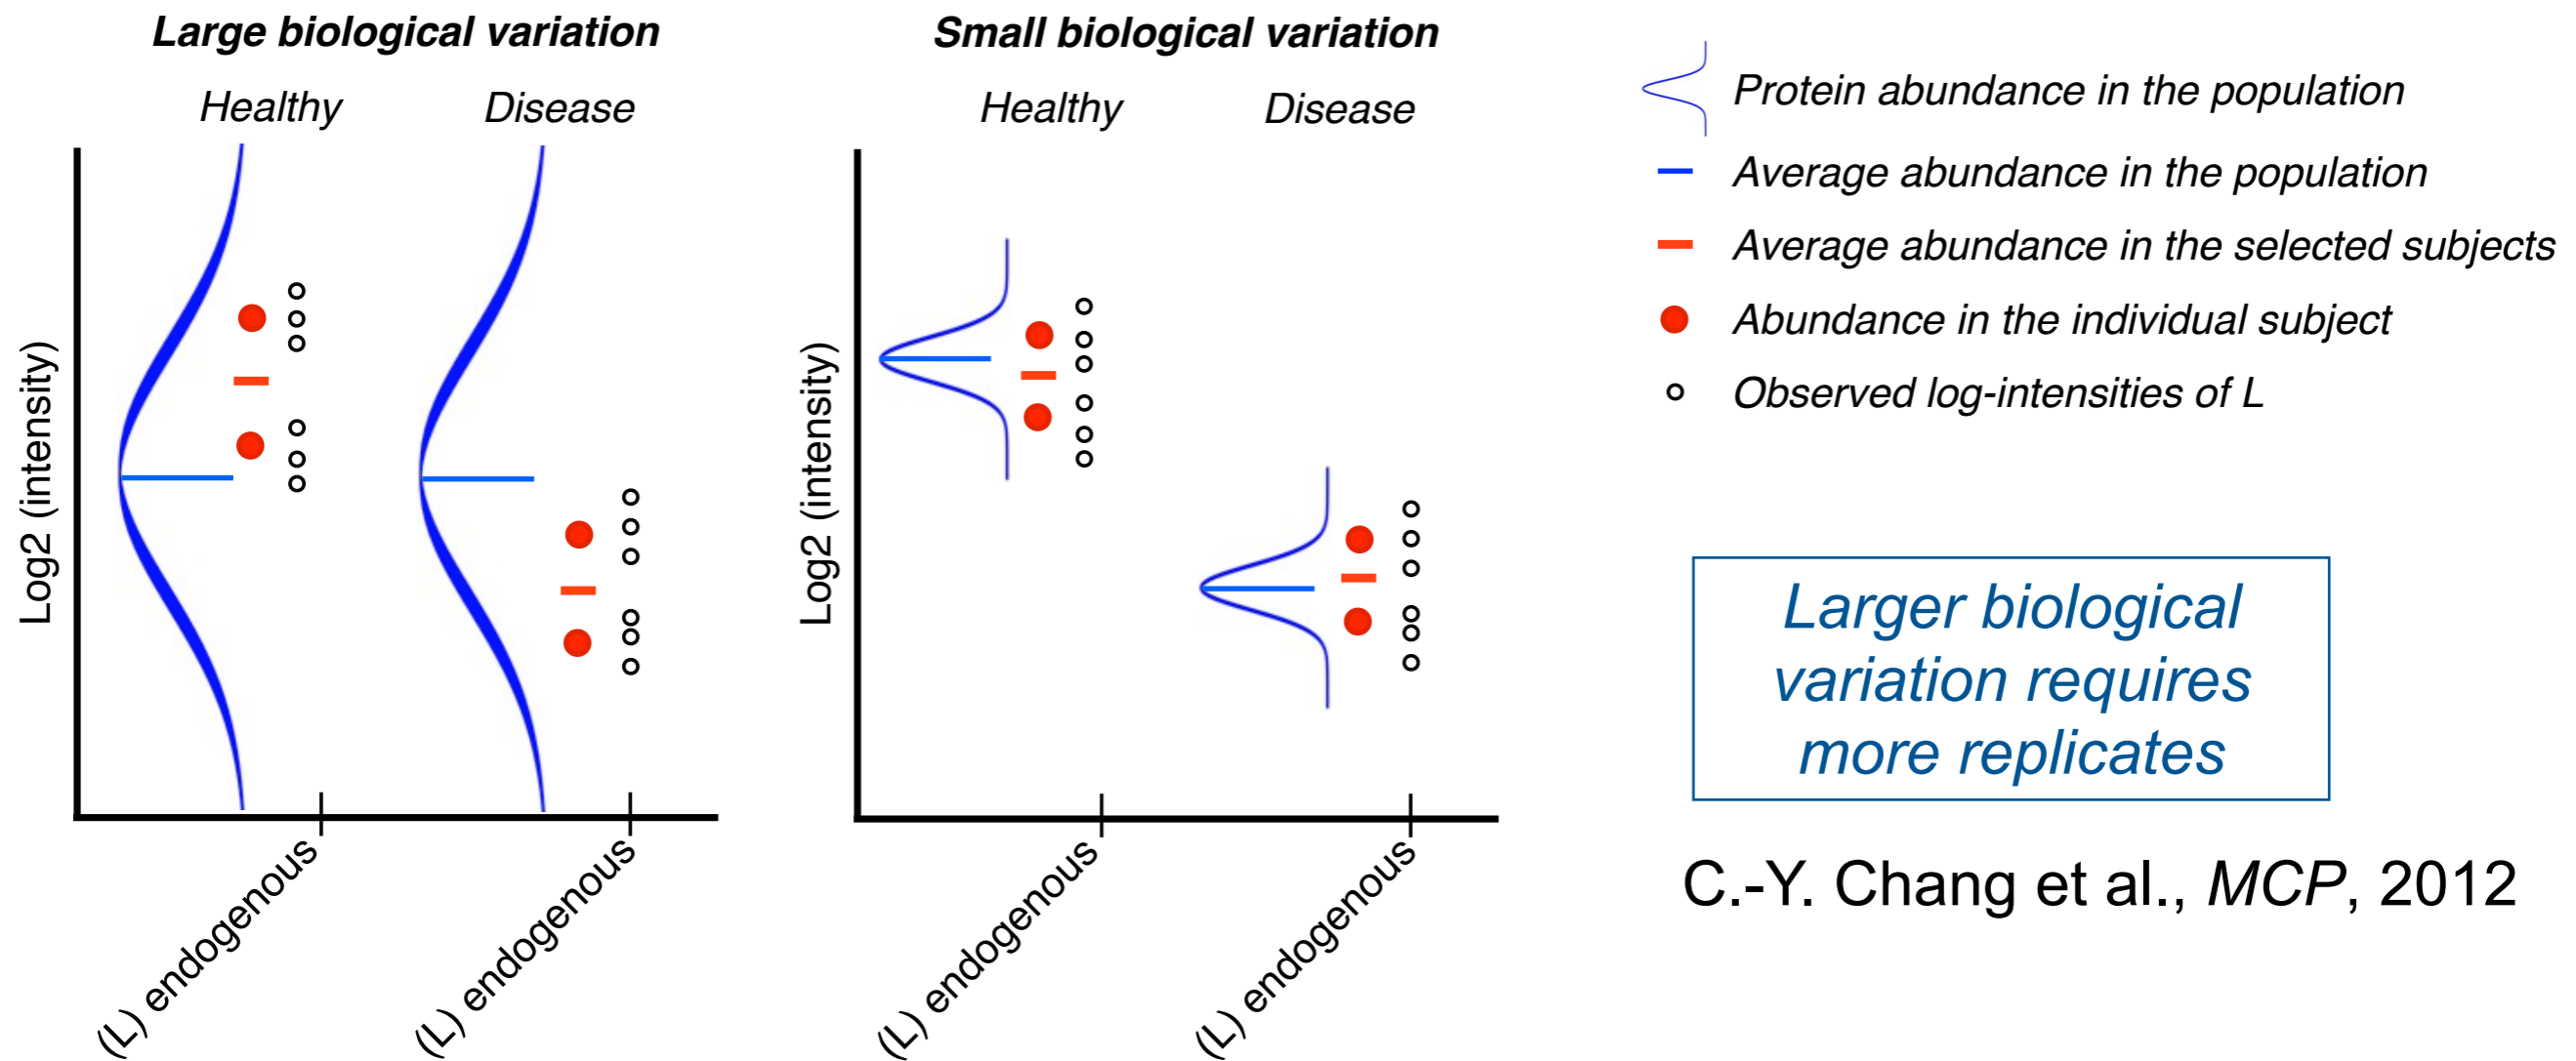 Large biological variation
Healthy
Disease
Log2 (intensity)
(L) endogenous
(L) endogenous
Small biological variation
Healthy
Disease
Log2 (intensity)
(L) endogenous
(L) endogenous
Protein abundance in the population
Average abundance in the population
Average abundance in the selected subjects
Abundance in the individual subject
Observed log-intensities of L
Larger biological
variation requires
more replicates
C.-Y. Chang et al., MCP, 2012